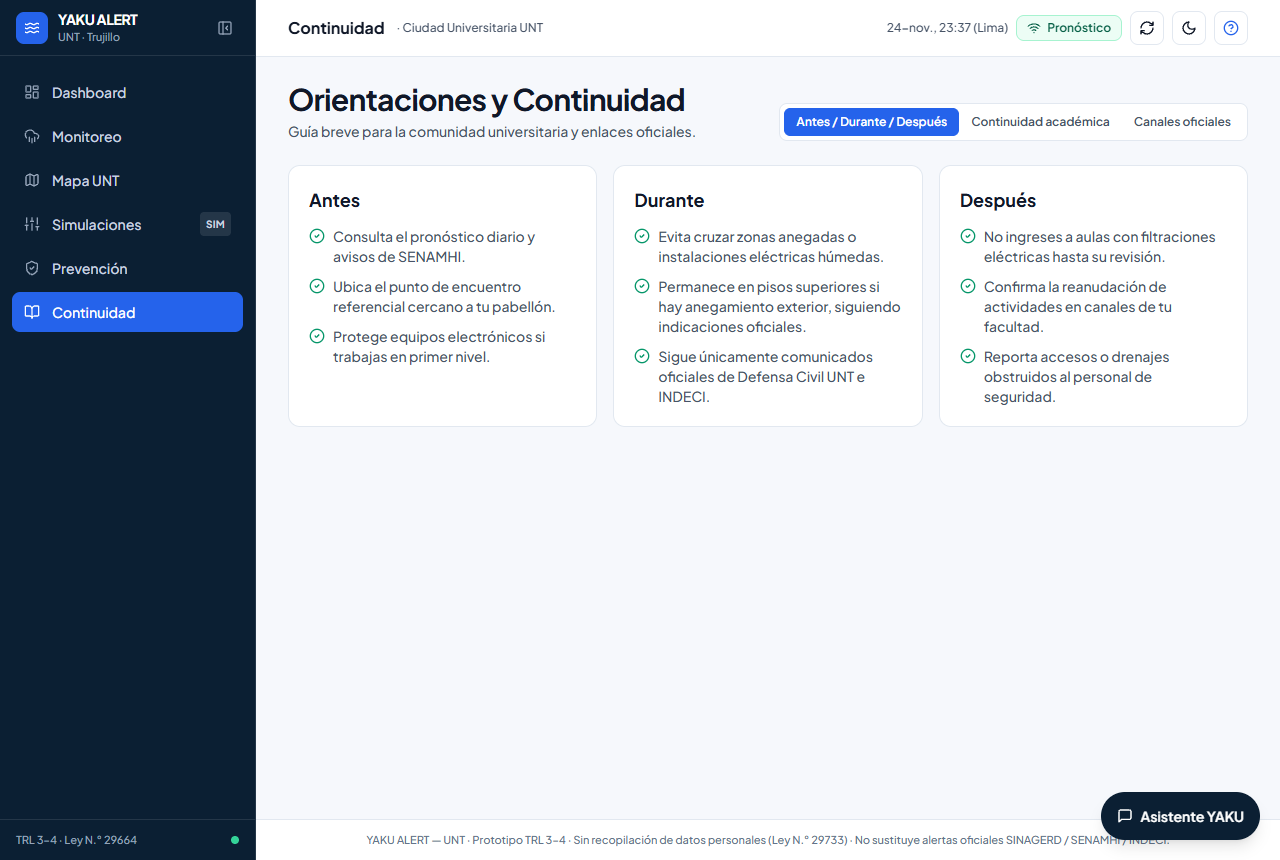 YAKU ALERT
UNT · Trujillo
Dashboard
Monitoreo
Mapa UNT
Simulaciones SIM
Prevención
Continuidad
TRL 3–4 · Ley N.° 29664
Continuidad · Ciudad Universitaria UNT
24-nov., 23:37 (Lima) Pronóstico
Orientaciones y Continuidad
Guía breve para la comunidad universitaria y enlaces oficiales.
Antes / Durante / Después Continuidad académica Canales oficiales
Antes
Consulta el pronóstico diario y
avisos de SENAMHI.
Ubica el punto de encuentro
referencial cercano a tu pabellón.
Protege equipos electrónicos si
trabajas en primer nivel.
Durante
Evita cruzar zonas anegadas o
instalaciones eléctricas húmedas.
Permanece en pisos superiores si
hay anegamiento exterior, siguiendo
indicaciones oficiales.
Sigue únicamente comunicados
oficiales de Defensa Civil UNT e
INDECI.
Después
No ingreses a aulas con filtraciones
eléctricas hasta su revisión.
Confirma la reanudación de
actividades en canales de tu
facultad.
Reporta accesos o drenajes
obstruidos al personal de
seguridad.
Asistente YAKU
YAKU ALERT — UNT · Prototipo TRL 3–4 · Sin recopilación de datos personales (Ley N.° 29733) · No sustituye alertas oficiales SINAGERD / SENAMHI / INDECI.